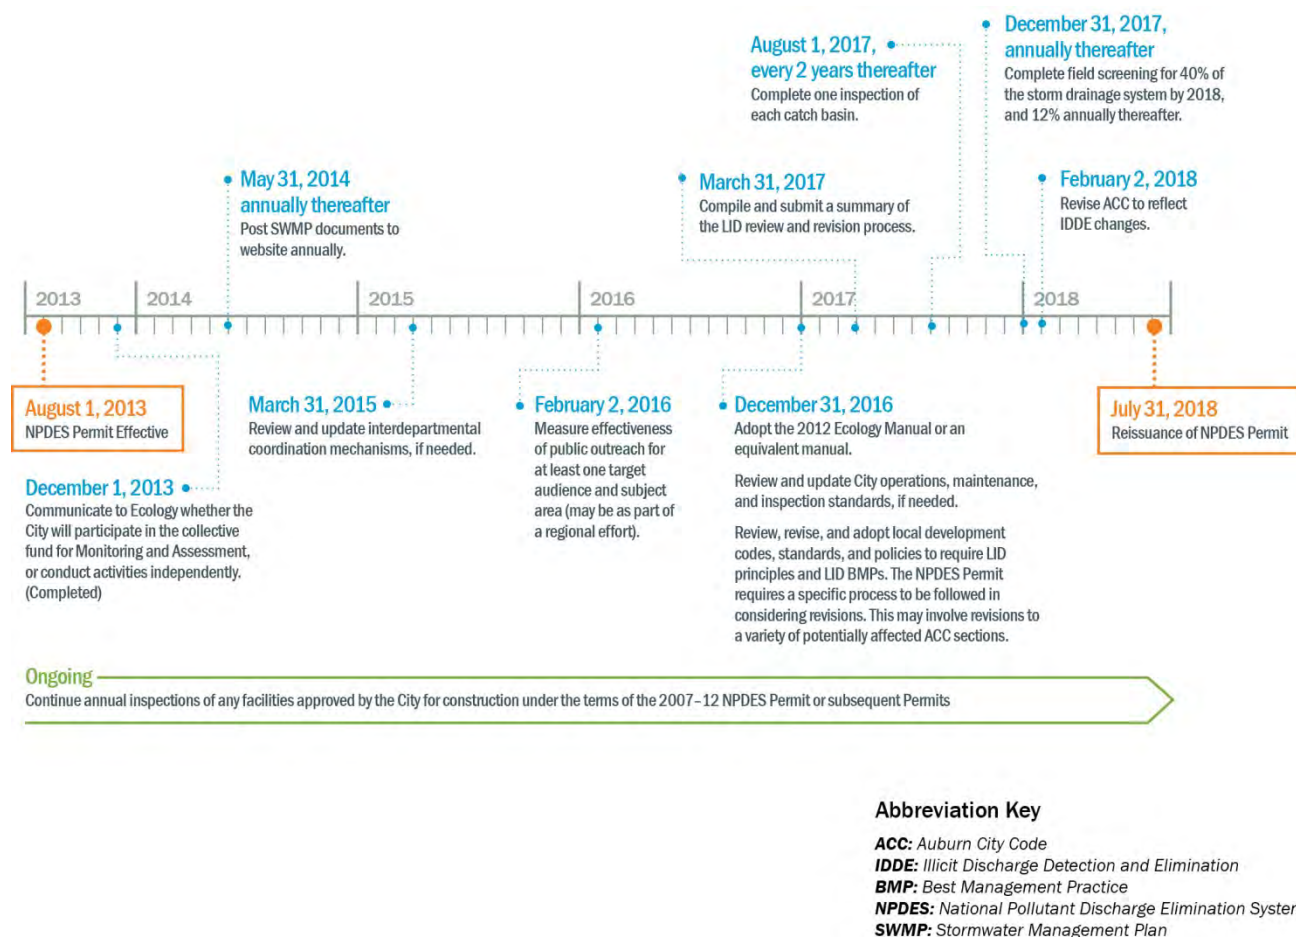 August 1, 2017,
every 2 years thereafter
Complete one inspection of
each catch basin.
December 31, 2017,
annually thereafter
Complete field screening for 40% of
the storm drainage system by 2018,
and 12% annually thereafter.
May 31, 2014
annually thereafter
Post SWMP documents to
website annually.
March 31, 2017
Compile and submit a summary of
the LID review and revision process.
February 2, 2018
Revise ACC to reflect
IDDE changes.
2013
2014
2015
2016
2017
2018
August 1, 2013
NPDES Permit Effective
December 1, 2013
Communicate to Ecology whether the
City will participate in the collective
fund for Monitoring and Assessment,
or conduct activities independently.
(Completed)
March 31, 2015
Review and update interdepartmental
coordination mechanisms, if needed.
February 2, 2016
Measure effectiveness
of public outreach for
at least one target
audience and subject
area (may be as part of
a regional effort).
December 31, 2016
Adopt the 2012 Ecology Manual or an
equivalent manual.
Review and update City operations, maintenance,
and inspection standards, if needed.
Review, revise, and adopt local development
codes, standards, and policies to require LID
principles and LID BMPs. The NPDES Permit
requires a specific process to be followed in
considering revisions. This may involve revisions to
a variety of potentially affected ACC sections.
July 31, 2018
Reissuance of NPDES Permit
Ongoing
Continue annual inspections of any facilities approved by the City for construction under the terms of the 2007–12 NPDES Permit or subsequent Permits
Abbreviation Key
ACC: Auburn City Code
IDDE: Illicit Discharge Detection and Elimination
BMP: Best Management Practice
NPDES: National Pollutant Discharge Elimination System
SWMP: Stormwater Management Plan